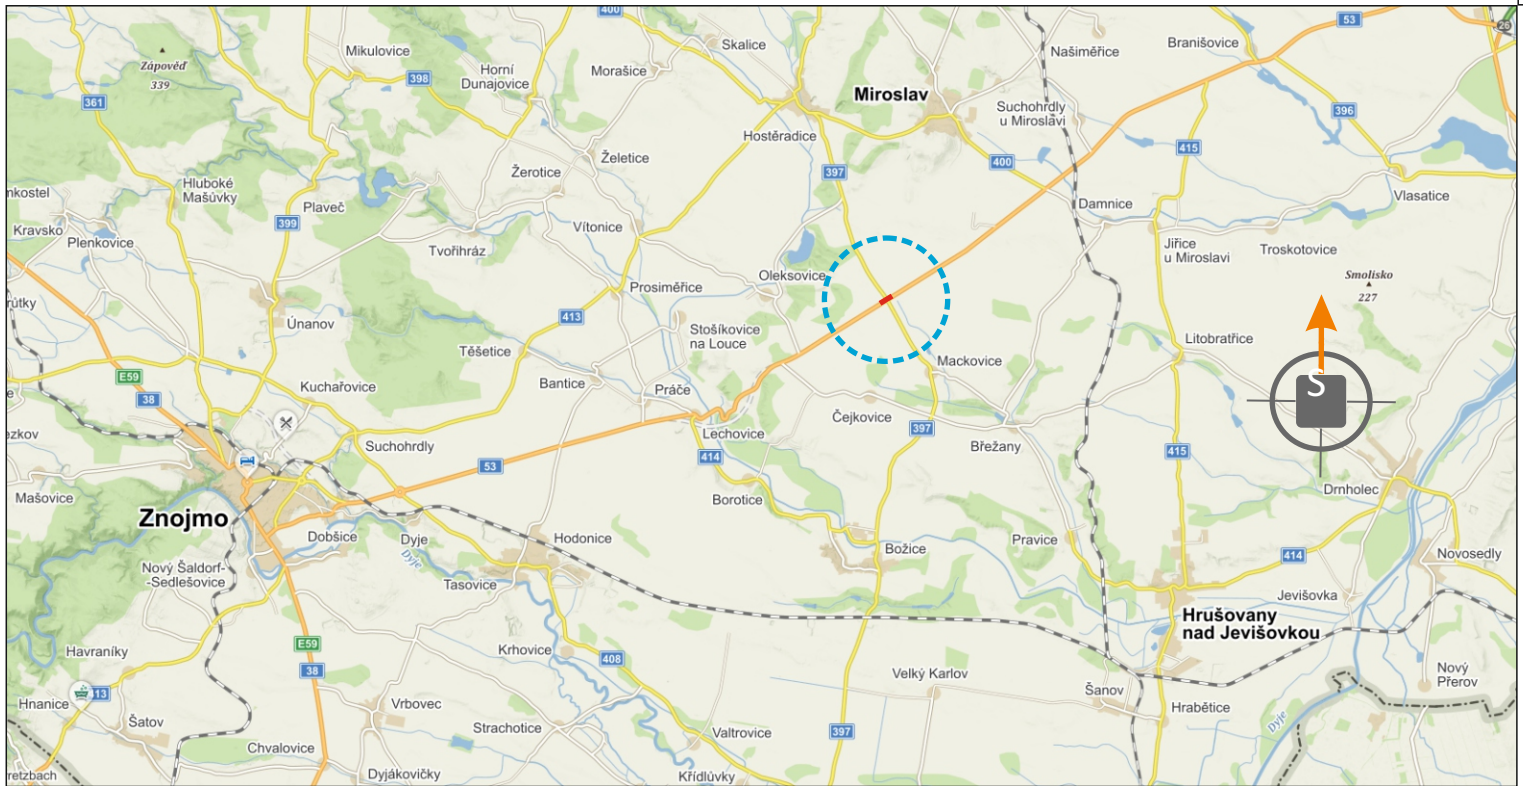 400
53
26
Skalice
Branišovice
Mikulovice
Našiměřice
Zápověď
339
Horní
Dunajovice
Morašice
398
361
Miroslav
Suchohrdly
u Miroslavi
396
Hostěradice
415
Želetice
400
Žerotice
397
Hluboké
Mašůvky
Vlasatice
Plaveč
Damnice
399
Kravsko
Plenkovice
Vítonice
Tvořihráz
Jiřice
u Miroslavi
Troskotovice
Oleksovice
Smolisko
227
Prosiměřice
413
Únanov
Stošíkovice
na Louce
Litobratřice
Těšetice
Mackovice
E59
Bantice
Kuchařovice
Práče
S
38
Čejkovice
397
Lechovice
Břežany
Suchohrdly
414
415
53
Mašovice
Borotice
Drnholec
Znojmo
Dobšice
Dyje
Hodonice
Pravice
Božice
Dyje
414
Novosedly
Nový Šaldorf-
-Sedlešovice
Tasovice
Jevišovka
Hrušovany
nad Jevišovkou
E59
Havraníky
Krhovice
408
38
Velký Karlov
Nový
Přerov
Šanov
Hnanice
Vrbovec
Hrabětice
Šatov
Strachotice
Valtrovice
397
Dyje
Chvalovice
Dyjákovičky
Křídlůvky